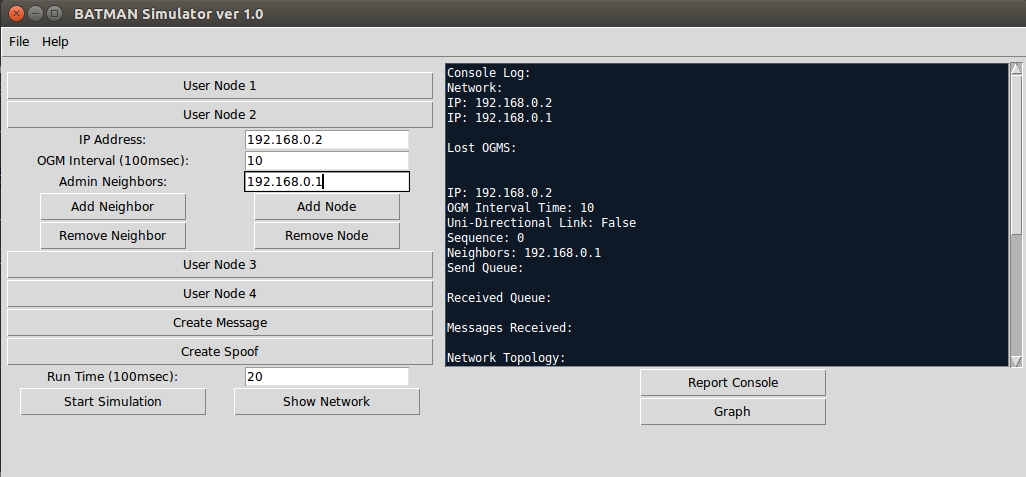 BATMAN Simulator ver 1.0
File Help
User Node 1
User Node 2
IP Address: 192.168.0.2
OGM Interval (100msec): 10
Admin Neighbors: 192.168.0.1
Add Neighbor Add Node
Remove Neighbor Remove Node
User Node 3
User Node 4
Create Message
Create Spoof
Run Time (100msec): 20
Start Simulation Show Network
Console Log:
Network:
IP: 192.168.0.2
IP: 192.168.0.1
Lost OGMS:
IP: 192.168.0.2
OGM Interval Time: 10
Uni-Directional Link: False
Sequence: 0
Neighbors: 192.168.0.1
Send Queue:
Received Queue:
Messages Received:
Network Topology:
Report Console
Graph